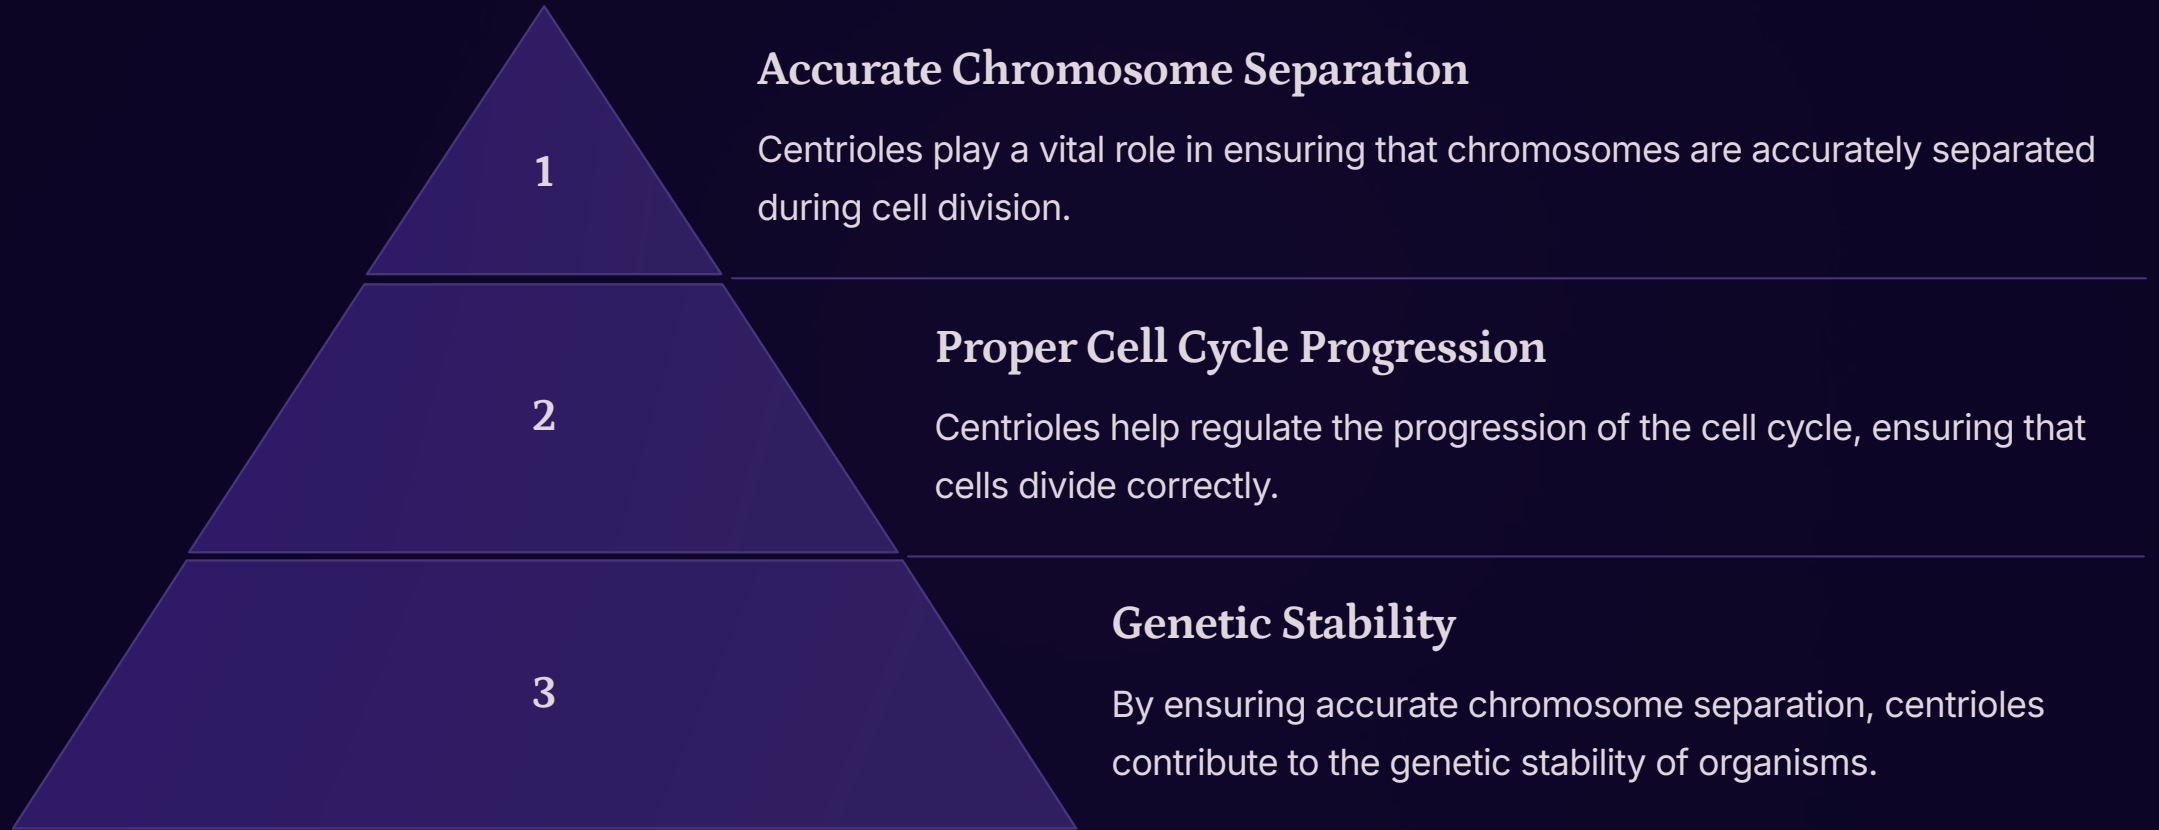 1
Accurate Chromosome Separation
Centrioles play a vital role in ensuring that chromosomes are accurately separated
during cell division.
2
Proper Cell Cycle Progression
Centrioles help regulate the progression of the cell cycle, ensuring that
cells divide correctly.
3
Genetic Stability
By ensuring accurate chromosome separation, centrioles
contribute to the genetic stability of organisms.